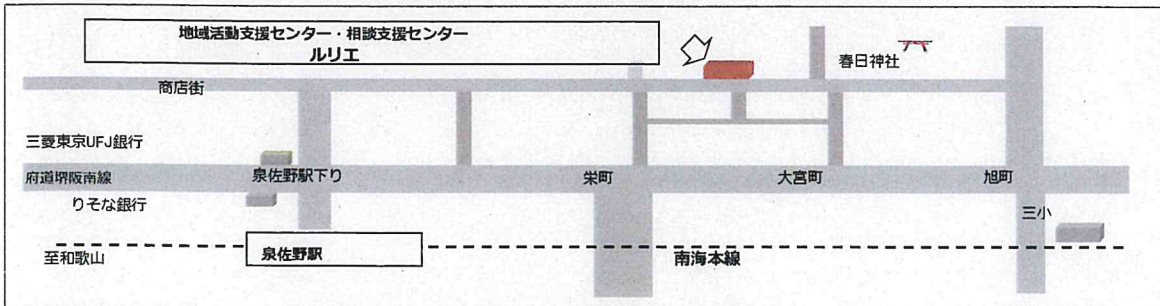 地域活動支援センター・相談支援センター
ルリエ
春日神社
商店街
三菱東京UFJ銀行
府道堺阪南線
泉佐野駅下り
栄町
大宮町
旭町
りそな銀行
三小
至和歌山
泉佐野駅
南海本線